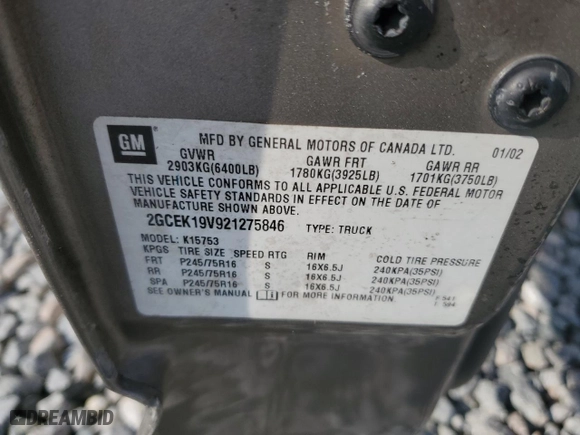 GM
MFD BY GENERAL MOTORS OF CANADA LTD. 01/02
GVWR GAWR FRT GAWR RR
2903KG(6400LB) 1780KG(3925LB) 1701KG(3750LB)
THIS VEHICLE CONFORMS TO ALL APPLICABLE U.S. FEDERAL MOTOR
VEHICLE SAFETY STANDARDS IN EFFECT ON THE DATE OF
MANUFACTURE SHOWN ABOVE.
2GCEK19V921275846 TYPE: TRUCK
MODEL: K15753
KPGS TIRE SIZE SPEED RTG RIM COLD TIRE PRESSURE
FRT P245/75R16 S 16X6.5J 240KPA(35PSI)
RR P245/75R16 S 16X6.5J 240KPA(35PSI)
SPA P245/75R16 S 16X6.5J 240KPA(35PSI)
SEE OWNER'S MANUAL FOR MORE INFORMATION
DREAMBID